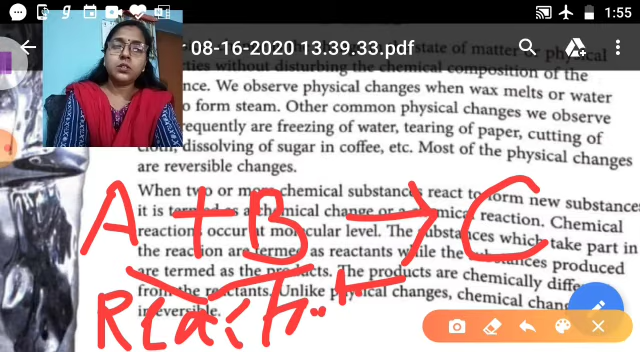 1:55
r 08-16-2020 13.39.33.pdf
state of matter or physical
ties without disturbing the chemical composition of the
nce. We observe physical changes when wax melts or water
to form steam. Other common physical changes we observe
equently are freezing of water, tearing of paper, cutting of
cloth, dissolving of sugar in coffee, etc. Most of the physical changes
are reversible changes.
When two or more chemical substances react to form new substances
it is termed as a chemical change or a chemical reaction. Chemical
reactions occur at molecular level. The substances which take part in
the reaction are termed as reactants while the substances produced
are termed as the products. The products are chemically diffe
from the reactants. Unlike physical changes, chemical chang
irreversible.
A + B → C